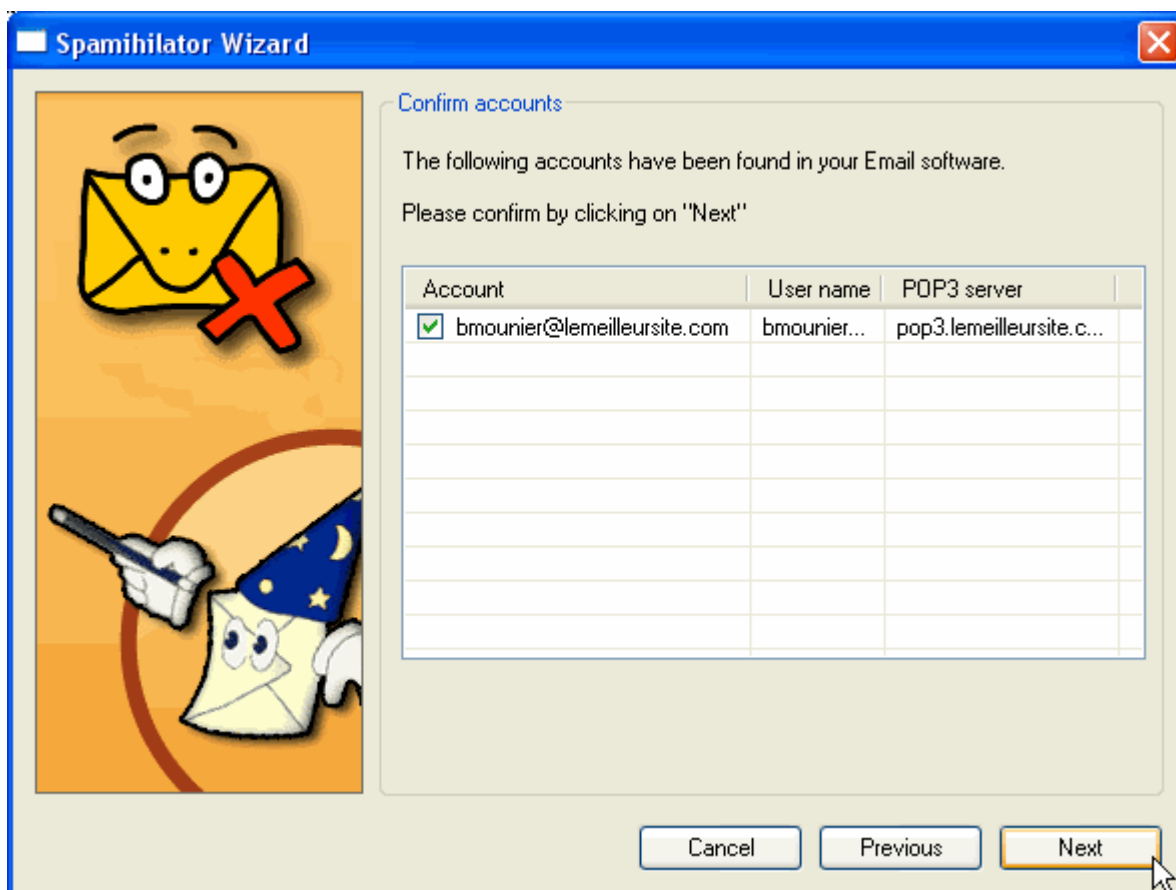 Spamihilator Wizard
Confirm accounts
The following accounts have been found in your Email software.
Please confirm by clicking on "Next"
Account User name POP3 server
bmounier@lemeilleursite.com bmounier... pop3.lemeilleursite.c...
Cancel Previous Next